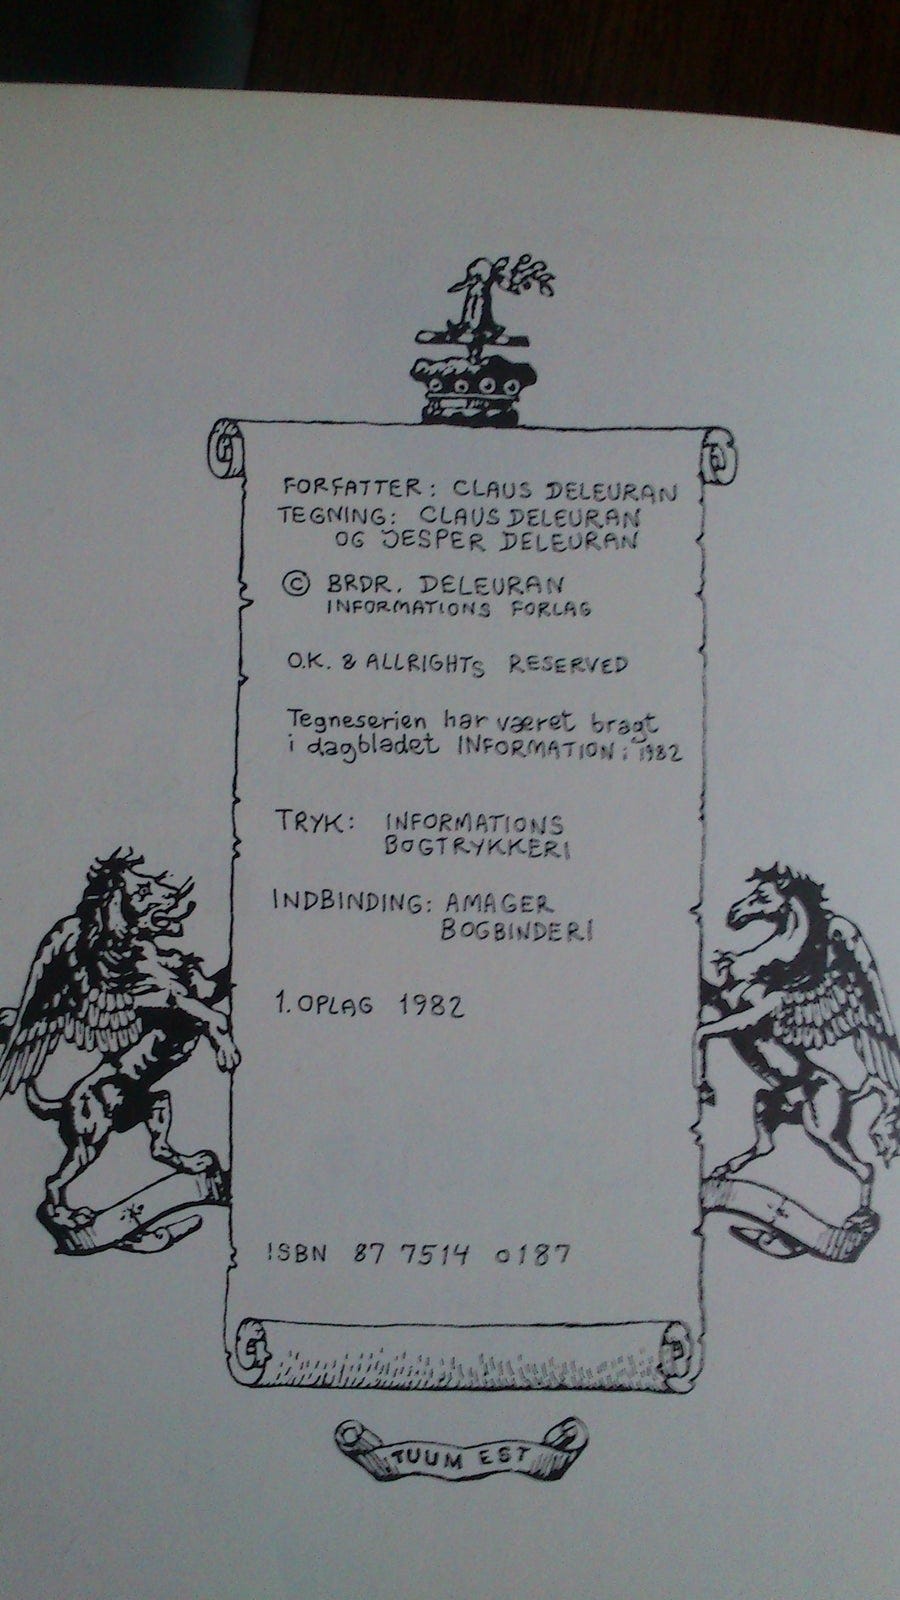 FORFATTER: CLAUS DELEURAN
TEGNING: CLAUS DELEURAN
OG JESPER DELEURAN
© BRDR. DELEURAN
INFORMATIONS FORLAG
O.K. & ALLRIGHTS RESERVED
Tegneserien har været bragt
i dagbladet INFORMATION i 1982
TRYK: INFORMATIONS
BOGTRYKKERI
INDBINDING: AMAGER
BOGBINDERI
1. OPLAG 1982
ISBN 87 7514 0187
TUUM EST